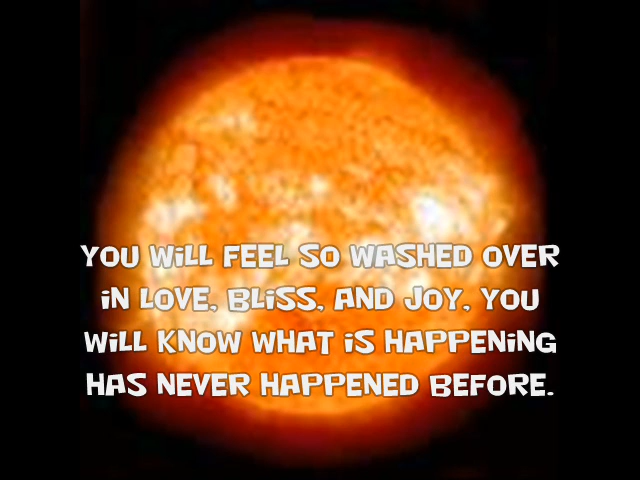 YOU WILL FEEL SO WASHED OVER
IN LOVE, BLISS, AND JOY, YOU
WILL KNOW WHAT IS HAPPENING
HAS NEVER HAPPENED BEFORE.